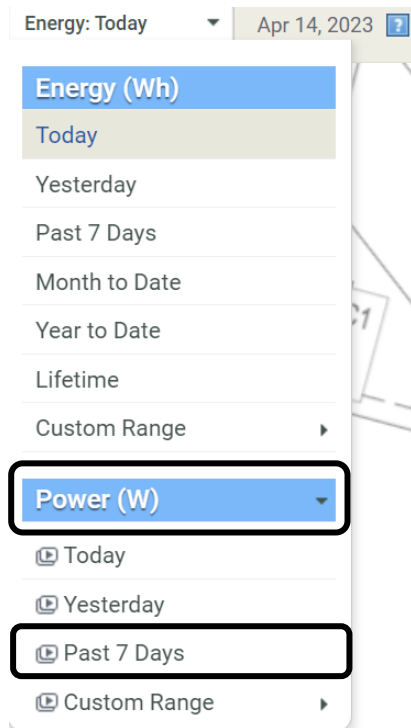 Energy: Today Apr 14, 2023 ?
Energy (Wh)
Today
Yesterday
Past 7 Days
Month to Date
Year to Date
Lifetime
Custom Range
Power (W)
Today
Yesterday
Past 7 Days
Custom Range